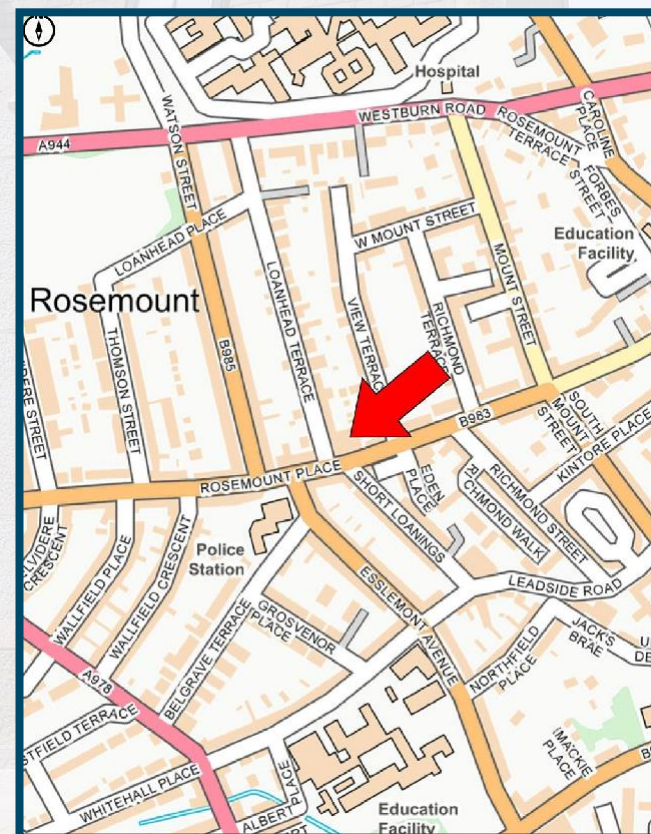 N
Hospital
WESTBURN ROAD
A944
WATSON STREET
ROSEMOUNT
TERRACE
STREET
CAROLINE
PLACE
FORBES
Education
Facility
W MOUNT STREET
LOANHEAD PLACE
LOANHEAD TERRACE
MOUNT STREET
Rosemount
VIEW TERRACE
RICHMOND
THOMSON STREET
B985
B983
SOUTH
MOUNT
STREET
KINTORE PLACE
ROSEMOUNT PLACE
EDEN
PLACE
RICHMOND STREET
SHORT LOANINGS
CRESCENT
WALLFIELD PLACE
WALLFIELD CRESCENT
Police
Station
LEADSIDE ROAD
ESSLEMONT AVENUE
GROSVENOR
PLACE
BELGRAVE TERRACE
NORTHFIELD
PLACE
JACK'S
BRAE
A978
MACKIE
PLACE
WHITEHALL PLACE
ALBERT PLACE
Education
Facility